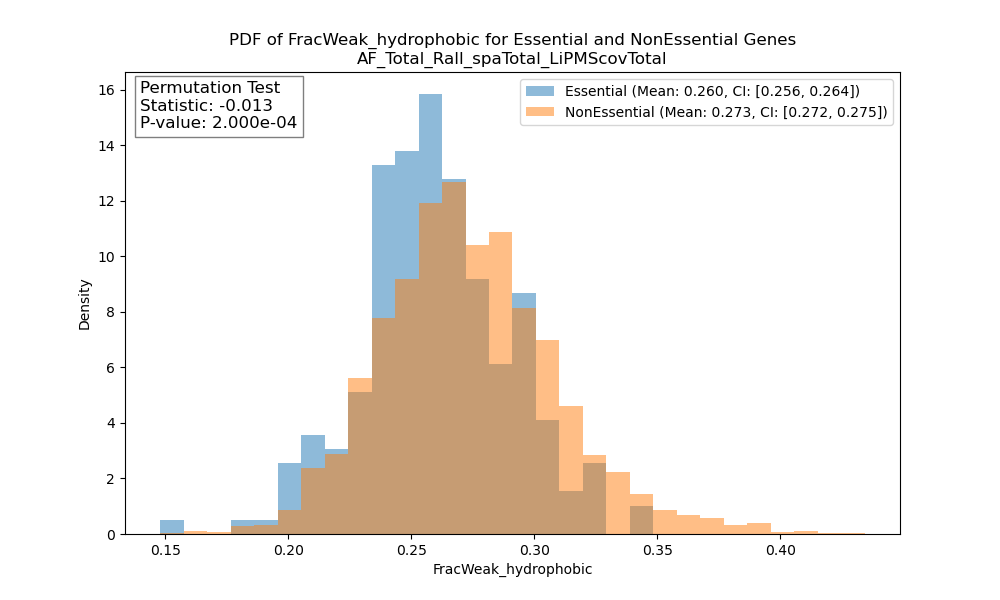 PDF of FracWeak_hydrophobic for Essential and NonEssential Genes
AF_Total_Rall_spaTotal_LiPMScovTotal
Permutation Test
Statistic: -0.013
P-value: 2.000e-04
Essential (Mean: 0.260, CI: [0.256, 0.264])
NonEssential (Mean: 0.273, CI: [0.272, 0.275])
16
14
12
10
8
6
4
2
0
Density
0.15 0.20 0.25 0.30 0.35 0.40
FracWeak_hydrophobic